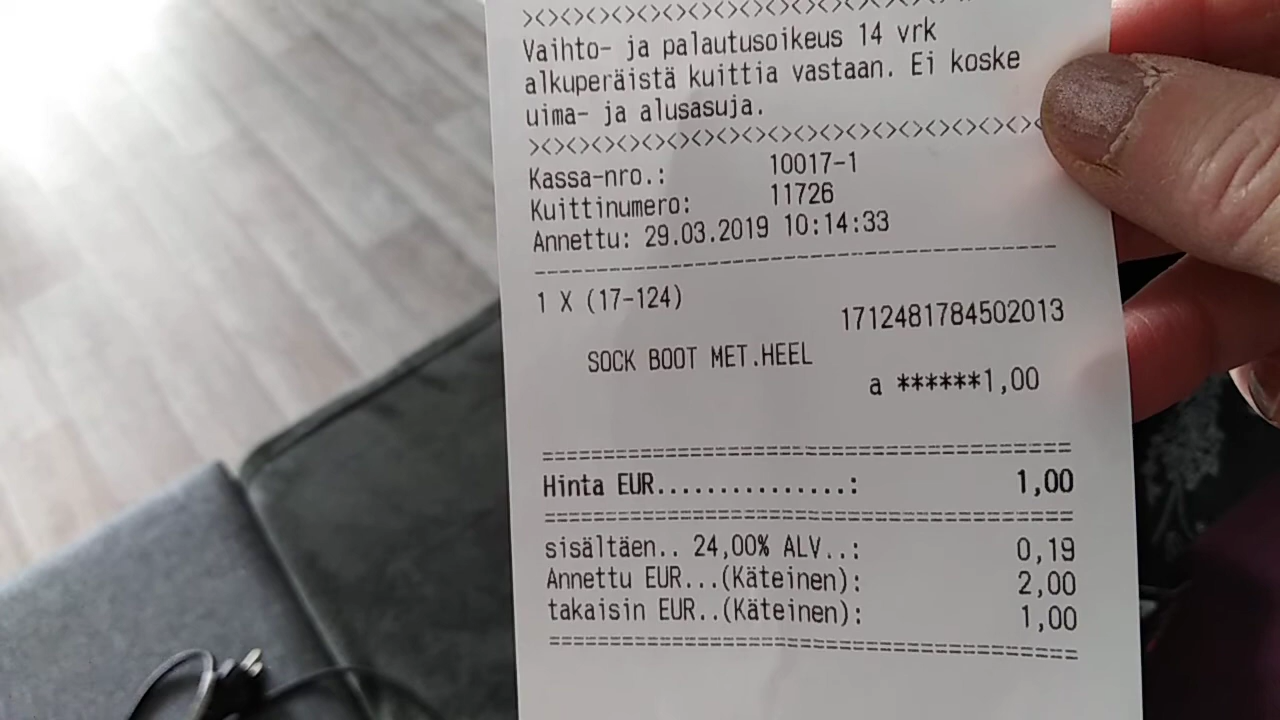 Vaihto- ja palautusoikeus 14 vrk
alkuperäistä kuittia vastaan. Ei koske
uima- ja alusasuja.
Kassa-nro.: 10017-1
Kuittinumero: 11726
Annettu: 29.03.2019 10:14:33
1 X (17-124)
1712481784502013
SOCK BOOT MET.HEEL
a ******1,00
Hinta EUR...............: 1,00
sisältäen.. 24,00% ALV..: 0,19
Annettu EUR...(Käteinen): 2,00
takaisin EUR..(Käteinen): 1,00